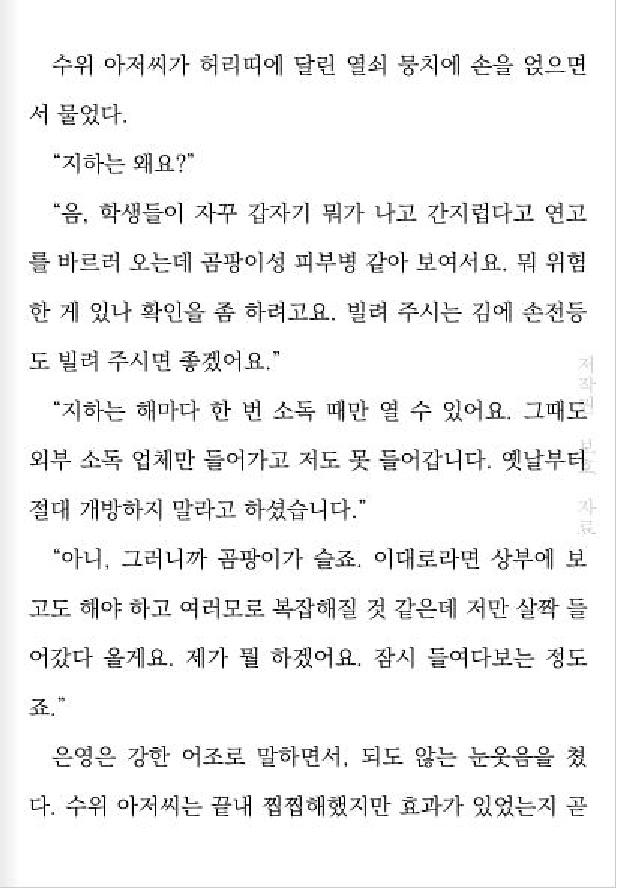 수위 아저씨가 허리띠에 달린 열쇠 뭉치에 손을 얹으면
서 물었다.
“지하는 왜요?”
“음, 학생들이 자꾸 갑자기 뭐가 나고 간지럽다고 연고
를 바르러 오는데 곰팡이성 피부병 같아 보여서요. 뭐 위험
한 게 있나 확인을 좀 하려고요. 빌려 주시는 김에 손전등
도 빌려 주시면 좋겠어요.”
“지하는 해마다 한 번 소독 때만 열 수 있어요. 그때도
외부 소독 업체만 들어가고 저도 못 들어갑니다. 옛날부터
절대 개방하지 말라고 하셨습니다.”
“아니, 그러니까 곰팡이가 슬죠. 이대로라면 상부에 보
고도 해야 하고 여러모로 복잡해질 것 같은데 저만 살짝 들
어갔다 올게요. 제가 뭘 하겠어요. 잠시 들여다보는 정도
죠.”
은영은 강한 어조로 말하면서, 되도 않는 눈웃음을 쳤
다. 수위 아저씨는 끝내 찝찝해했지만 효과가 있었는지 곧
저작권 보호 자료